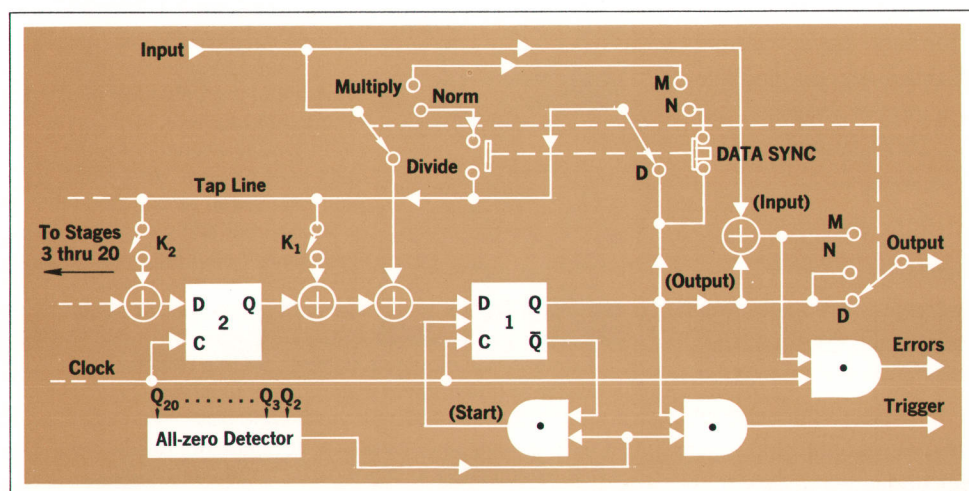 Input
Multiply
Norm
Divide
M
N
D
DATA SYNC
Tap Line
To Stages
3 thru 20
K2
K1
(Input)
M
N
D
Output
(Output)
D Q
2
C
D Q
1
C Q̅
Clock
Errors
Q20 ........ Q3 Q2
All-zero Detector
(Start)
Trigger